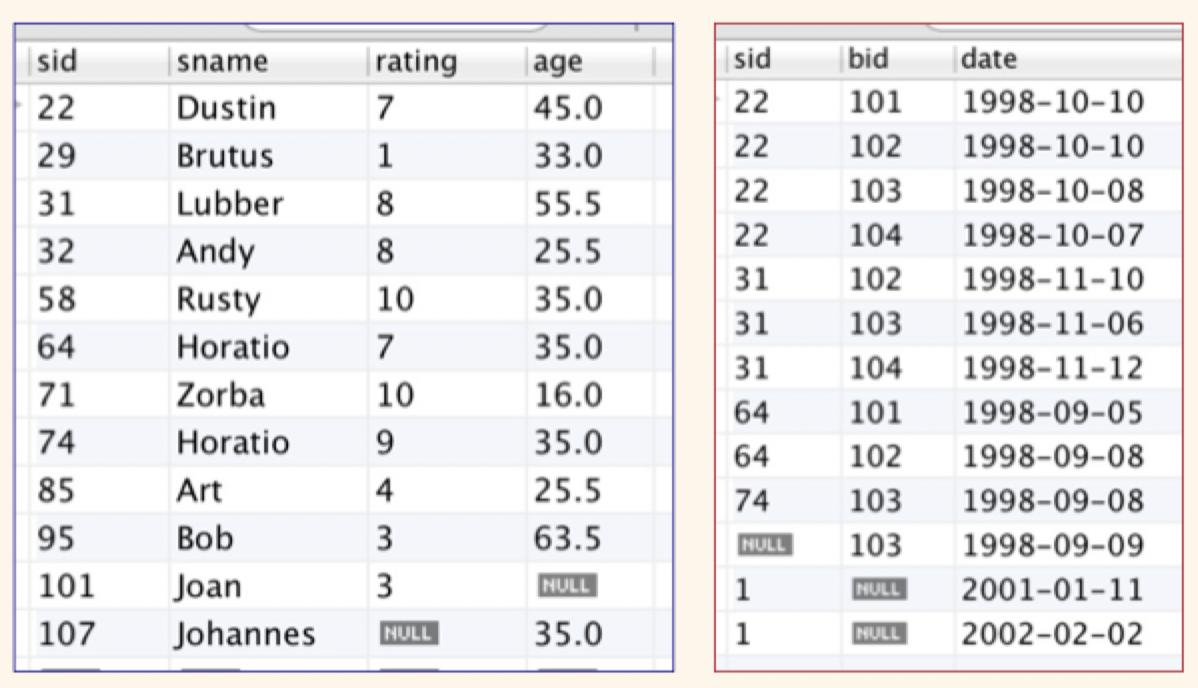 sid sname rating age
22 Dustin 7 45.0
29 Brutus 1 33.0
31 Lubber 8 55.5
32 Andy 8 25.5
58 Rusty 10 35.0
64 Horatio 7 35.0
71 Zorba 10 16.0
74 Horatio 9 35.0
85 Art 4 25.5
95 Bob 3 63.5
101 Joan 3 NULL
107 Johannes NULL 35.0
sid bid date
22 101 1998-10-10
22 102 1998-10-10
22 103 1998-10-08
22 104 1998-10-07
31 102 1998-11-10
31 103 1998-11-06
31 104 1998-11-12
64 101 1998-09-05
64 102 1998-09-08
74 103 1998-09-08
NULL 103 1998-09-09
1 NULL 2001-01-11
1 NULL 2002-02-02